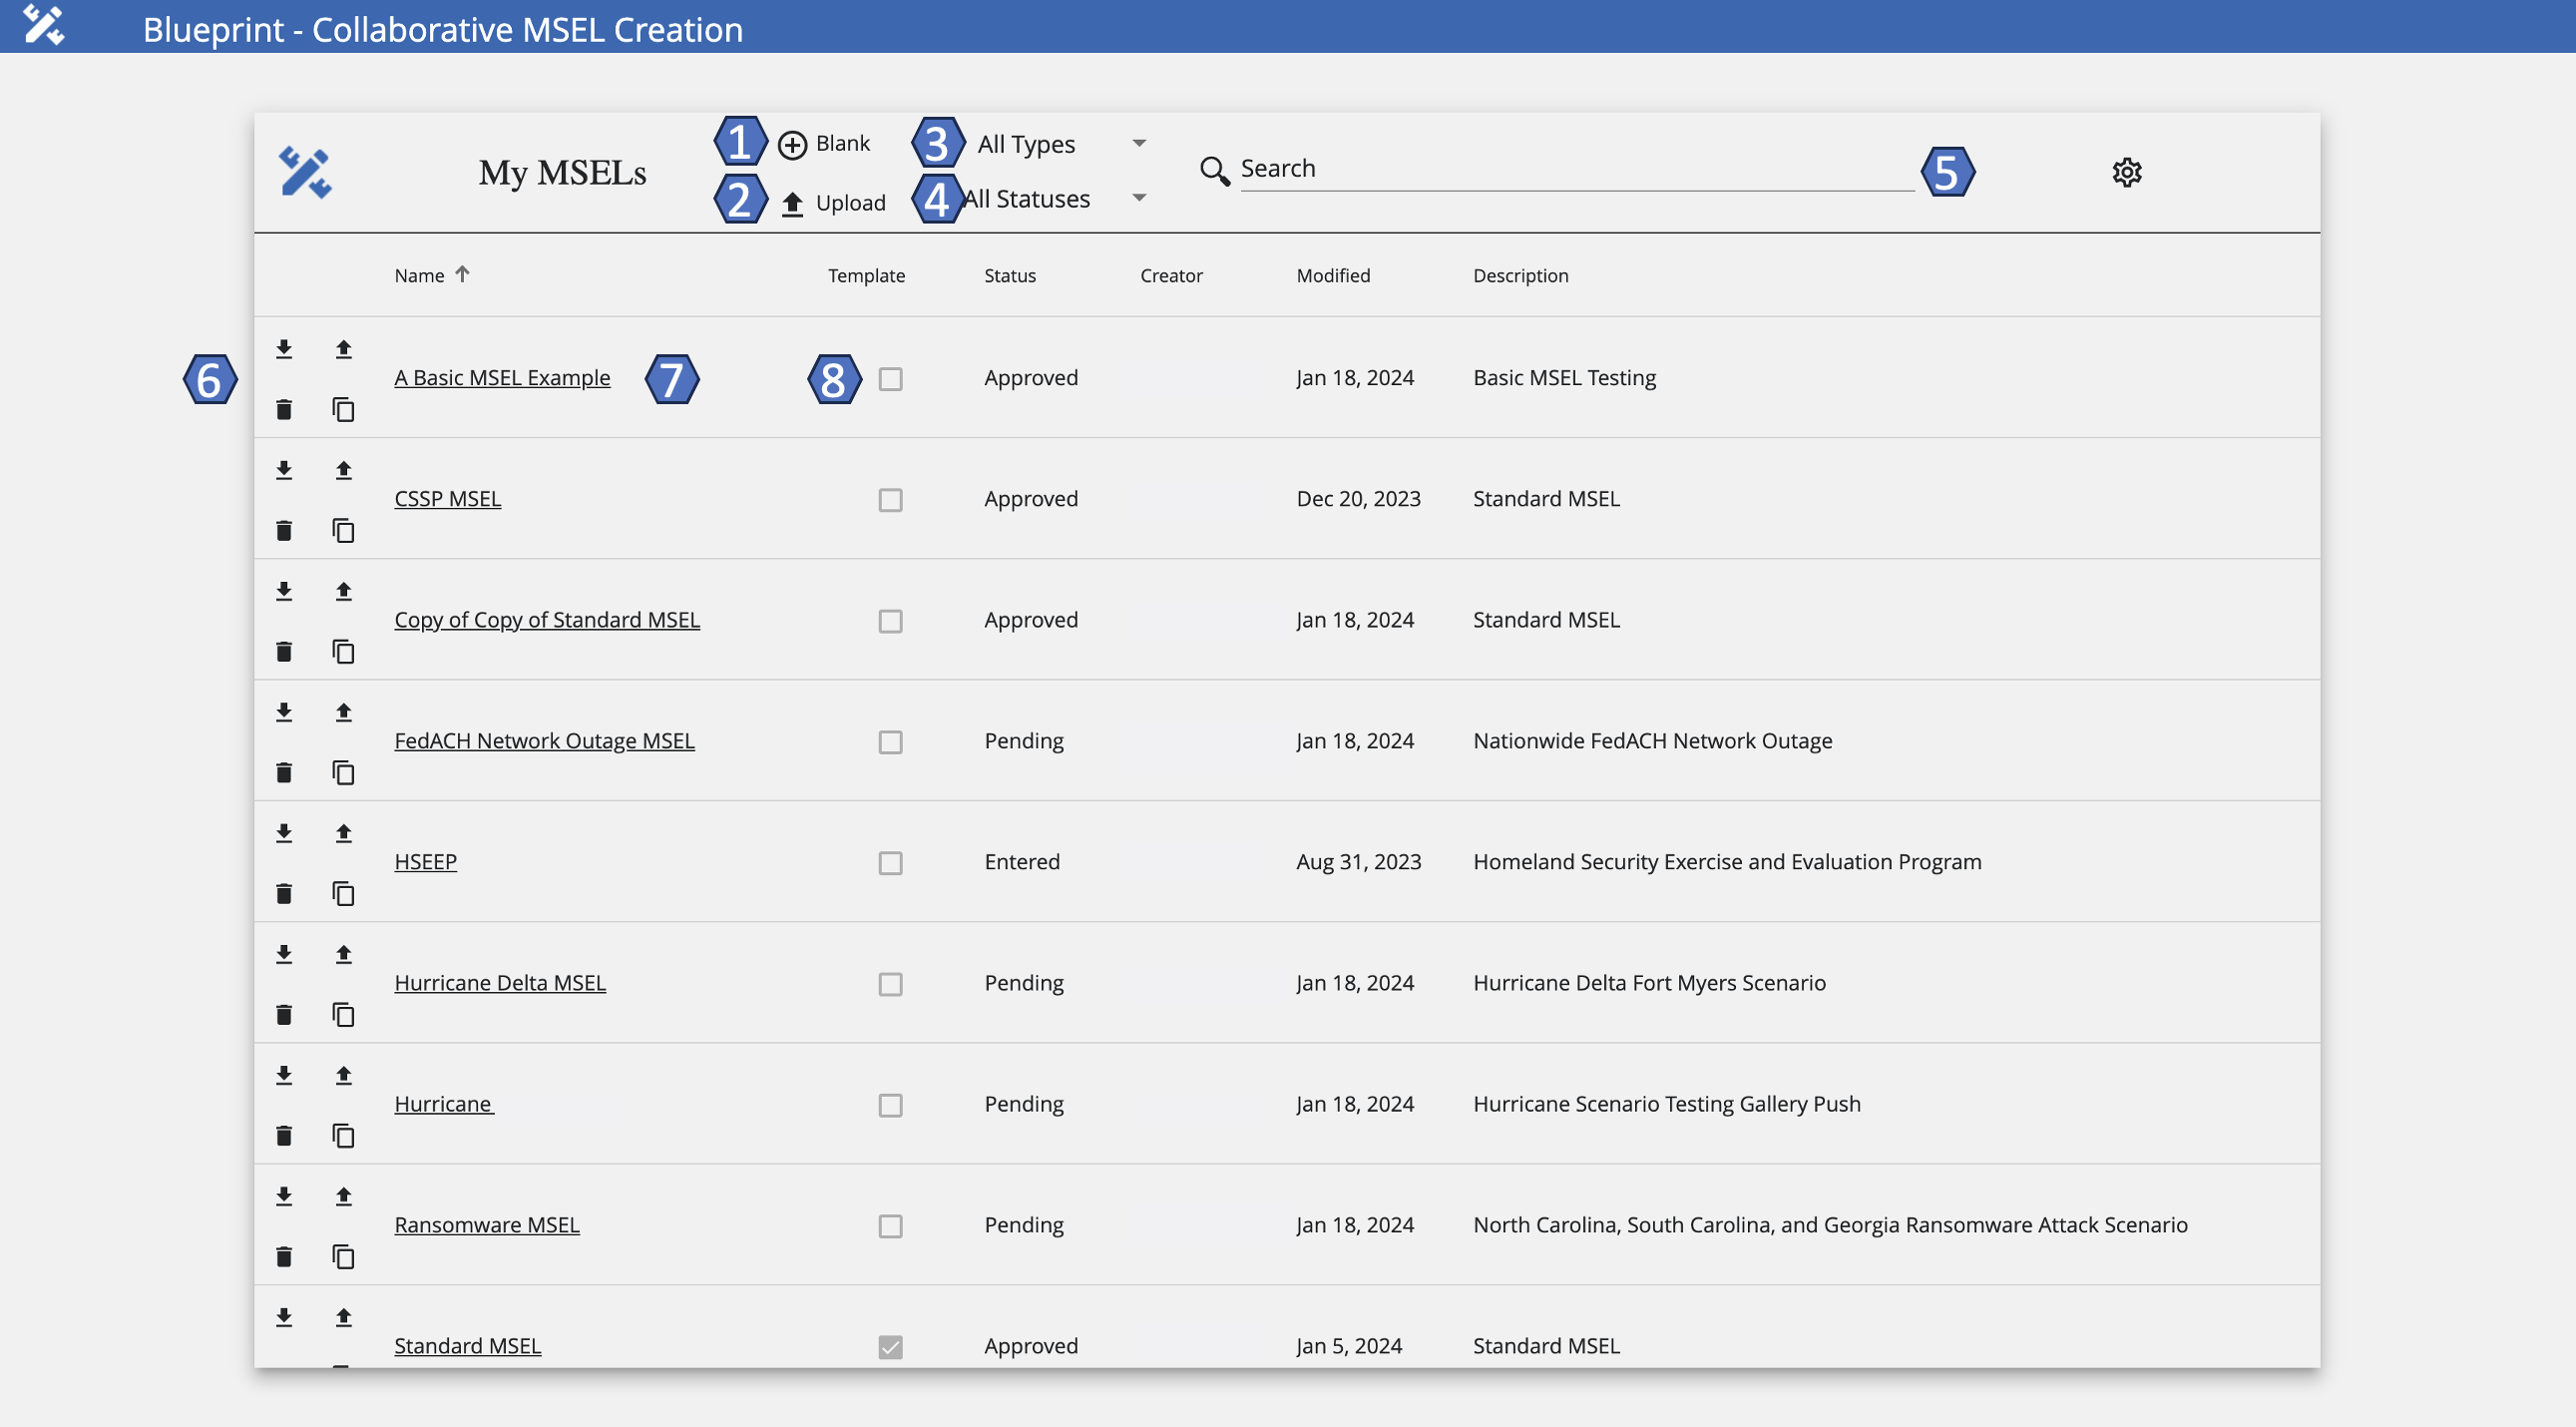 Blueprint - Collaborative MSEL Creation
My MSELs
1 Blank
2 Upload
3 All Types
4 All Statuses
Search 5
Name Template Status Creator Modified Description
6 A Basic MSEL Example 7 8 Approved Jan 18, 2024 Basic MSEL Testing
CSSP MSEL Approved Dec 20, 2023 Standard MSEL
Copy of Copy of Standard MSEL Approved Jan 18, 2024 Standard MSEL
FedACH Network Outage MSEL Pending Jan 18, 2024 Nationwide FedACH Network Outage
HSEEP Entered Aug 31, 2023 Homeland Security Exercise and Evaluation Program
Hurricane Delta MSEL Pending Jan 18, 2024 Hurricane Delta Fort Myers Scenario
Hurricane Pending Jan 18, 2024 Hurricane Scenario Testing Gallery Push
Ransomware MSEL Pending Jan 18, 2024 North Carolina, South Carolina, and Georgia Ransomware Attack Scenario
Standard MSEL Approved Jan 5, 2024 Standard MSEL